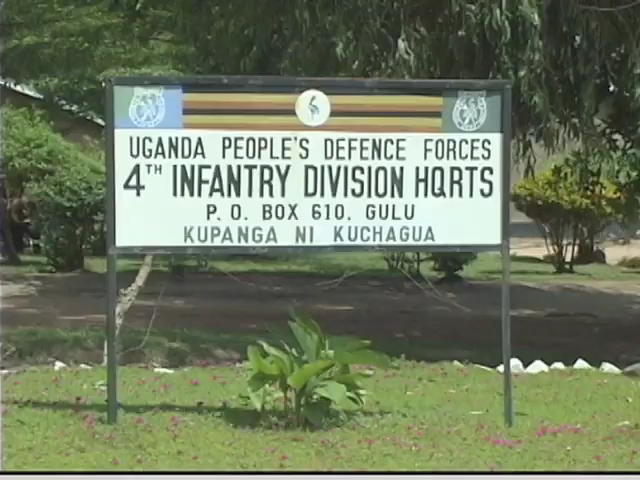 UGANDA PEOPLE'S DEFENCE FORCES
4TH INFANTRY DIVISION HQRTS
P. O. BOX 610. GULU
KUPANGA NI KUCHAGUA